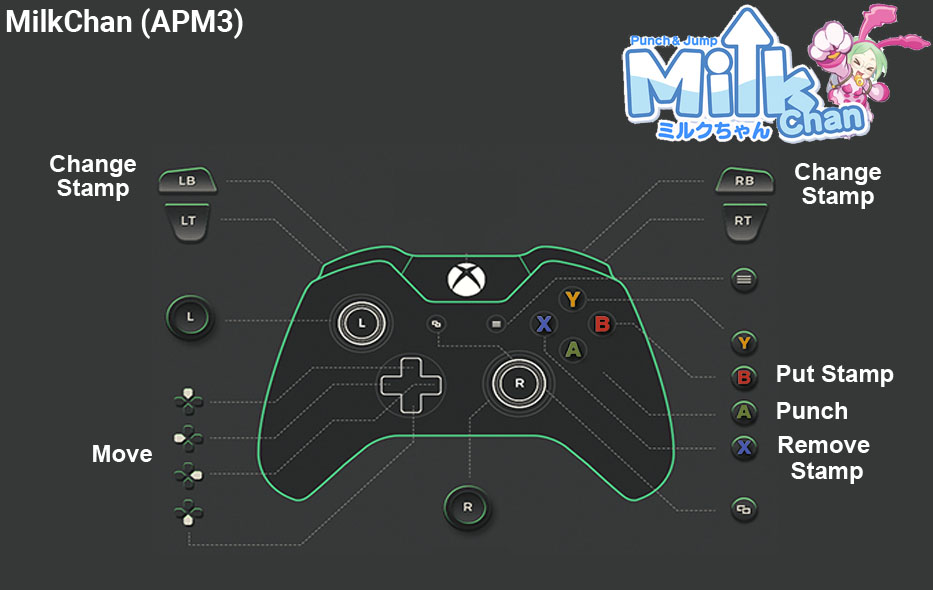 MilkChan (APM3)
Punch & Jump
Milk
Chan
ミルクちゃん
Change
Stamp
LB
LT
RB
RT
Change
Stamp
L
L
Y
X
B
A
R
Y
B
Put Stamp
A
Punch
X
Remove
Stamp
Move
R